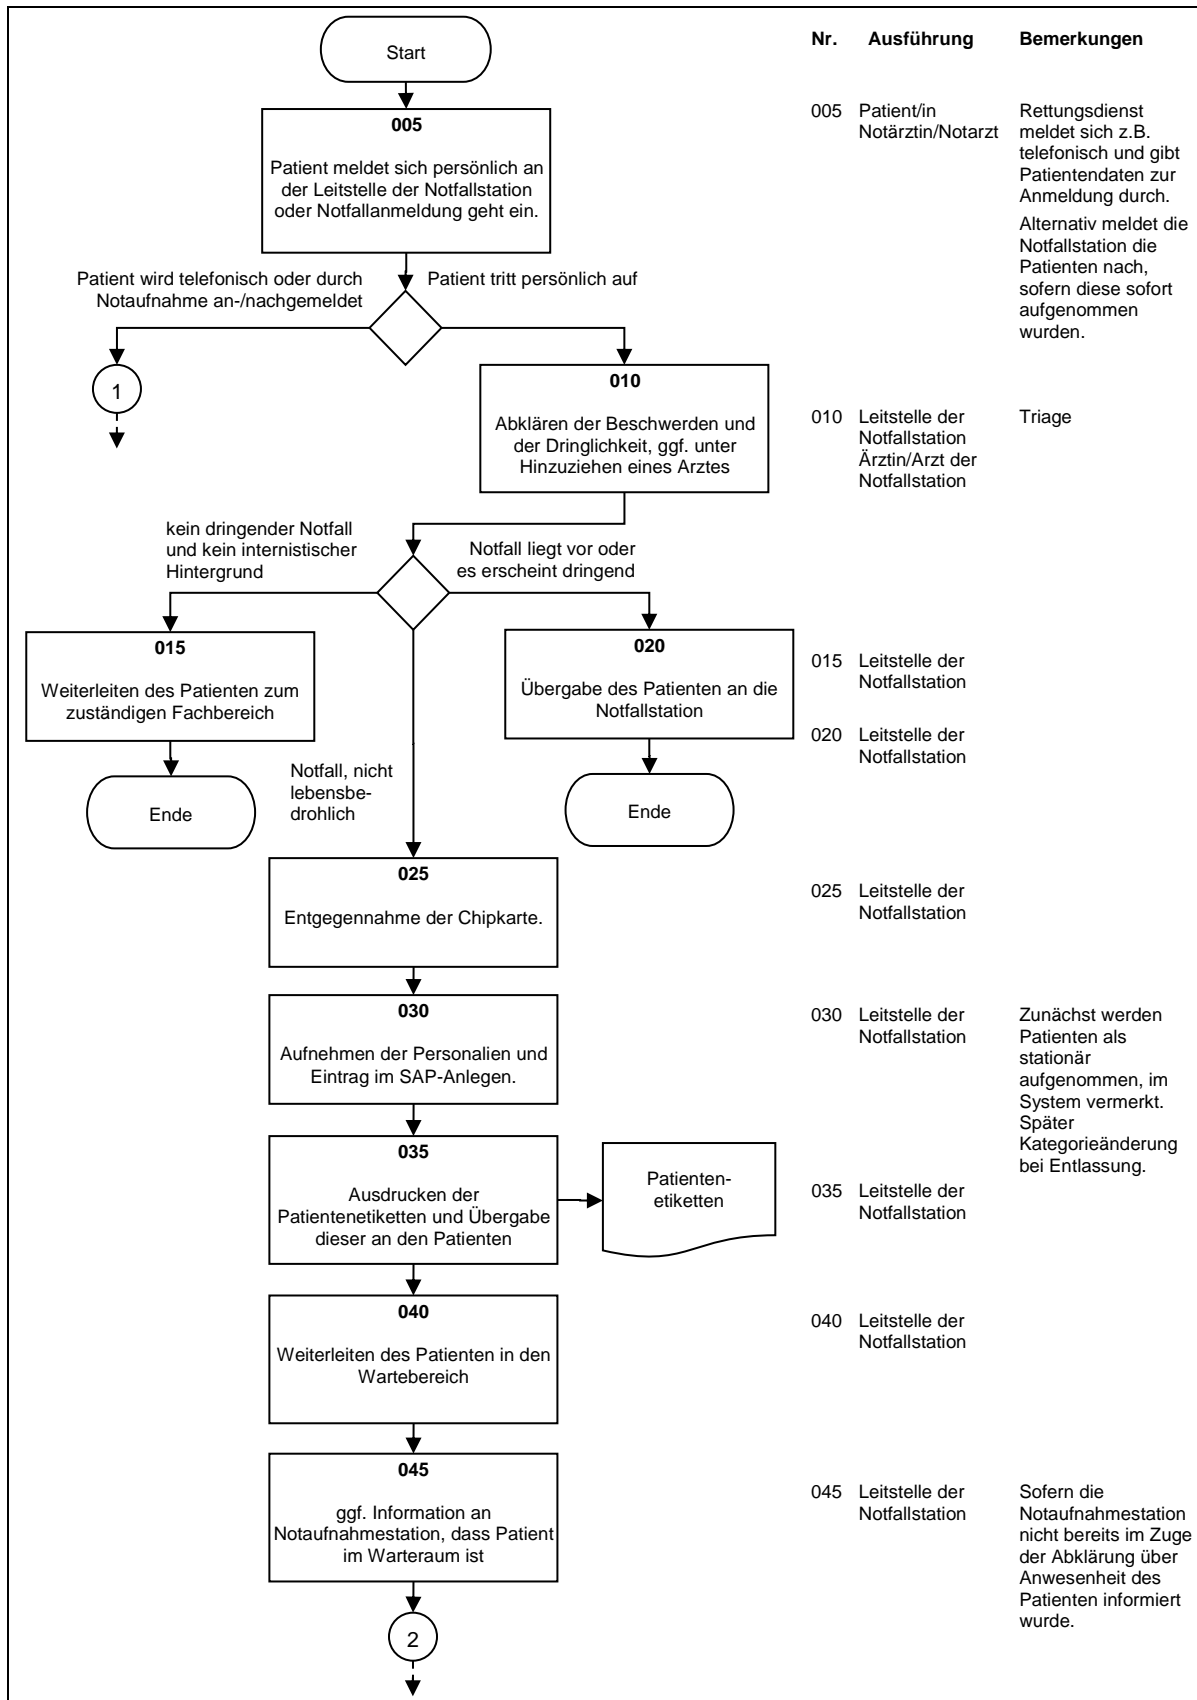 Start
Nr. Ausführung Bemerkungen
005
Patient meldet sich persönlich an
der Leitstelle der Notfallstation
oder Notfallanmeldung geht ein.
005 Patient/in
Notärztin/Notarzt
Rettungsdienst
meldet sich z.B.
telefonisch und gibt
Patientendaten zur
Anmeldung durch.
Alternativ meldet die
Notfallstation die
Patienten nach,
sofern diese sofort
aufgenommen
wurden.
Patient wird telefonisch oder durch
Notaufnahme an-/nachgemeldet
Patient tritt persönlich auf
1
010
Abklären der Beschwerden und
der Dringlichkeit, ggf. unter
Hinzuziehen eines Arztes
010 Leitstelle der
Notfallstation
Ärztin/Arzt der
Notfallstation
Triage
kein dringender Notfall
und kein internistischer
Hintergrund
Notfall liegt vor oder
es erscheint dringend
015
Weiterleiten des Patienten zum
zuständigen Fachbereich
020
Übergabe des Patienten an die
Notfallstation
015 Leitstelle der
Notfallstation
020 Leitstelle der
Notfallstation
Ende
Notfall, nicht
lebensbe-
drohlich
Ende
025
Entgegennahme der Chipkarte.
025 Leitstelle der
Notfallstation
030
Aufnehmen der Personalien und
Eintrag im SAP-Anlegen.
030 Leitstelle der
Notfallstation
Zunächst werden
Patienten als
stationär
aufgenommen, im
System vermerkt.
Später
Kategorieänderung
bei Entlassung.
035
Ausdrucken der
Patientenetiketten und Übergabe
dieser an den Patienten
Patienten-
etiketten
035 Leitstelle der
Notfallstation
040
Weiterleiten des Patienten in den
Wartebereich
040 Leitstelle der
Notfallstation
045
ggf. Information an
Notaufnahmestation, dass Patient
im Warteraum ist
045 Leitstelle der
Notfallstation
Sofern die
Notaufnahmestation
nicht bereits im Zuge
der Abklärung über
Anwesenheit des
Patienten informiert
wurde.
2